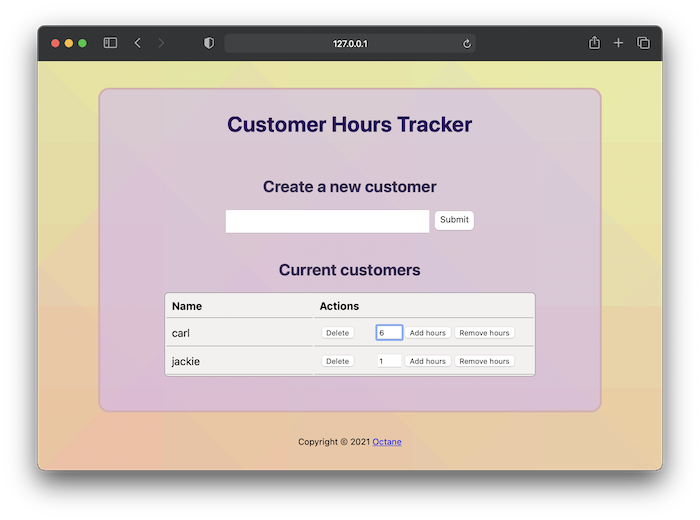 127.0.0.1
Customer Hours Tracker
Create a new customer
Submit
Current customers
Name Actions
carl Delete 6 Add hours Remove hours
jackie Delete 1 Add hours Remove hours
Copyright © 2021 Octane